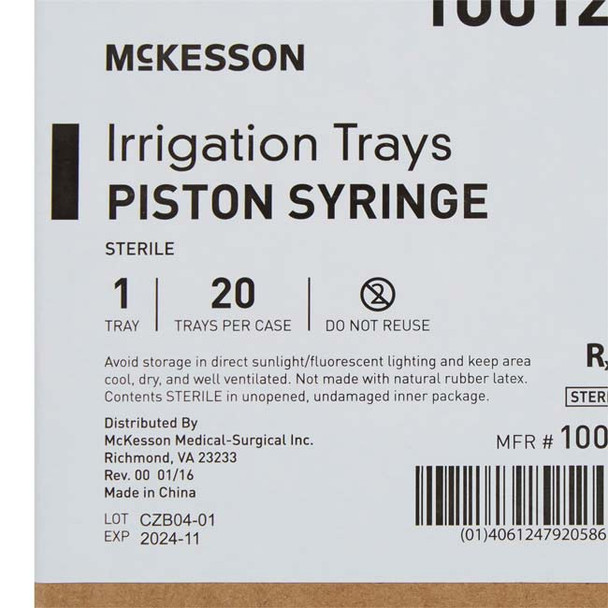 McKESSON
Irrigation Trays
PISTON SYRINGE
STERILE
1 20
TRAY TRAYS PER CASE DO NOT REUSE
Avoid storage in direct sunlight/fluorescent lighting and keep area
cool, dry, and well ventilated. Not made with natural rubber latex.
Contents STERILE in unopened, undamaged inner package.
Distributed By
McKesson Medical-Surgical Inc.
Richmond, VA 23233
Rev. 00 01/16
Made in China
LOT CZB04-01
EXP 2024-11
MFR # 100
(01)4061247920586